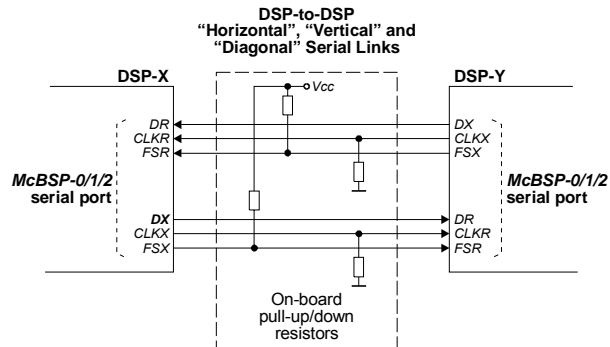 DSP-to-DSP
“Horizontal”, “Vertical” and
“Diagonal” Serial Links
DSP-X
DSP-Y
Vcc
DR
CLKR
FSR
DX
CLKX
FSX
McBSP-0/1/2
serial port
McBSP-0/1/2
serial port
DX
CLKX
FSX
DR
CLKR
FSR
On-board
pull-up/down
resistors